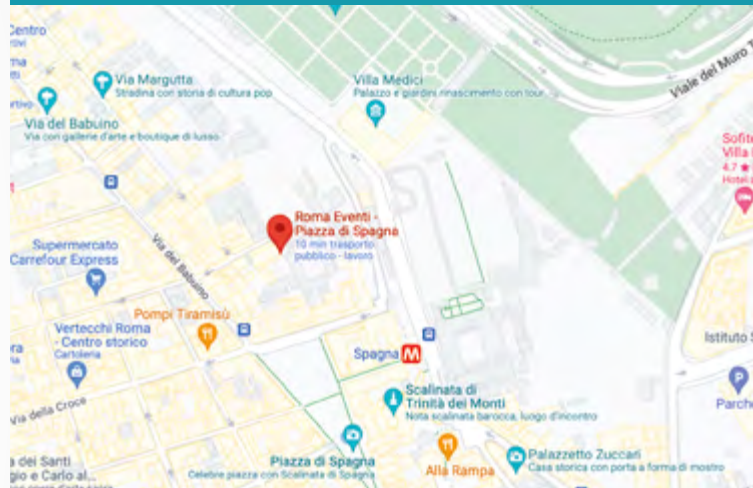 Centro
Via Margutta
Stradina con storia di cultura pop
Via del Babuino
Via con gallerie d'arte e boutique di lusso
Villa Medici
Palazzo e giardini rinascimento con tour
Viale del Muro T
Sofite
Villa
4,7
Hotel
Roma Eventi -
Piazza di Spagna
10 min trasporto
pubblico - lavoro
Supermercato
Carrefour Express
Via del Babuino
Pompi Tiramisù
Vertecchi Roma
- Centro storico
Cartoleria
Spagna M
Istituto S
P
Parche
Scalinata di
Trinità dei Monti
Nota scalinata barocca, luogo d'incontro
Via della Croce
Piazza di Spagna
Celebre piazza con Scalinata di Spagna
Alla Rampa
Palazzetto Zuccari
Casa storica con porta a forma di mostro
a dei Santi
gio e Carlo al...